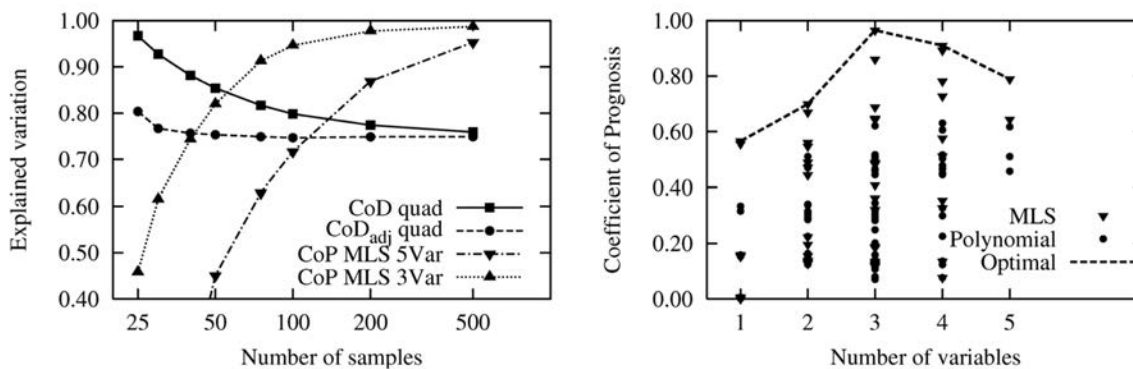 Explained variation
1.00
0.90
0.80
0.70
0.60
0.50
0.40
CoD quad
CoD adj quad
CoP MLS 5Var
CoP MLS 3Var
25 50 100 200 500
Number of samples
Coefficient of Prognosis
1.00
0.80
0.60
0.40
0.20
0.00
MLS
Polynomial
Optimal
1 2 3 4 5
Number of variables